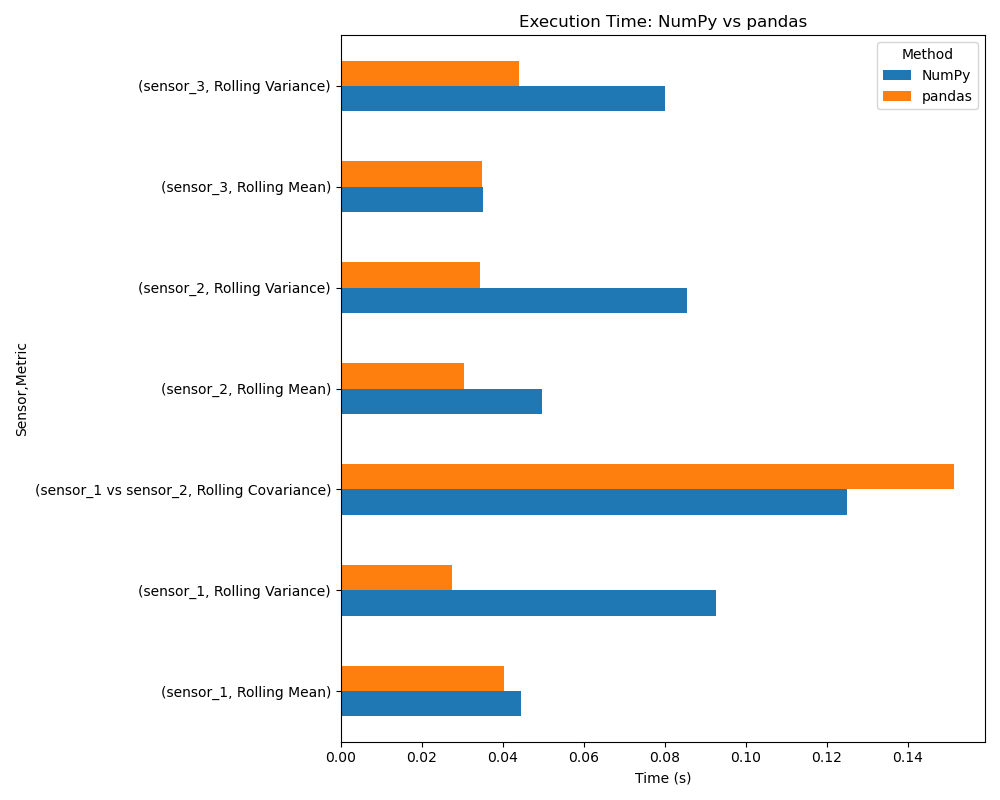 Execution Time: NumPy vs pandas
Method
NumPy
pandas
(sensor_3, Rolling Variance)
(sensor_3, Rolling Mean)
(sensor_2, Rolling Variance)
(sensor_2, Rolling Mean)
(sensor_1 vs sensor_2, Rolling Covariance)
(sensor_1, Rolling Variance)
(sensor_1, Rolling Mean)
Sensor,Metric
0.00 0.02 0.04 0.06 0.08 0.10 0.12 0.14
Time (s)